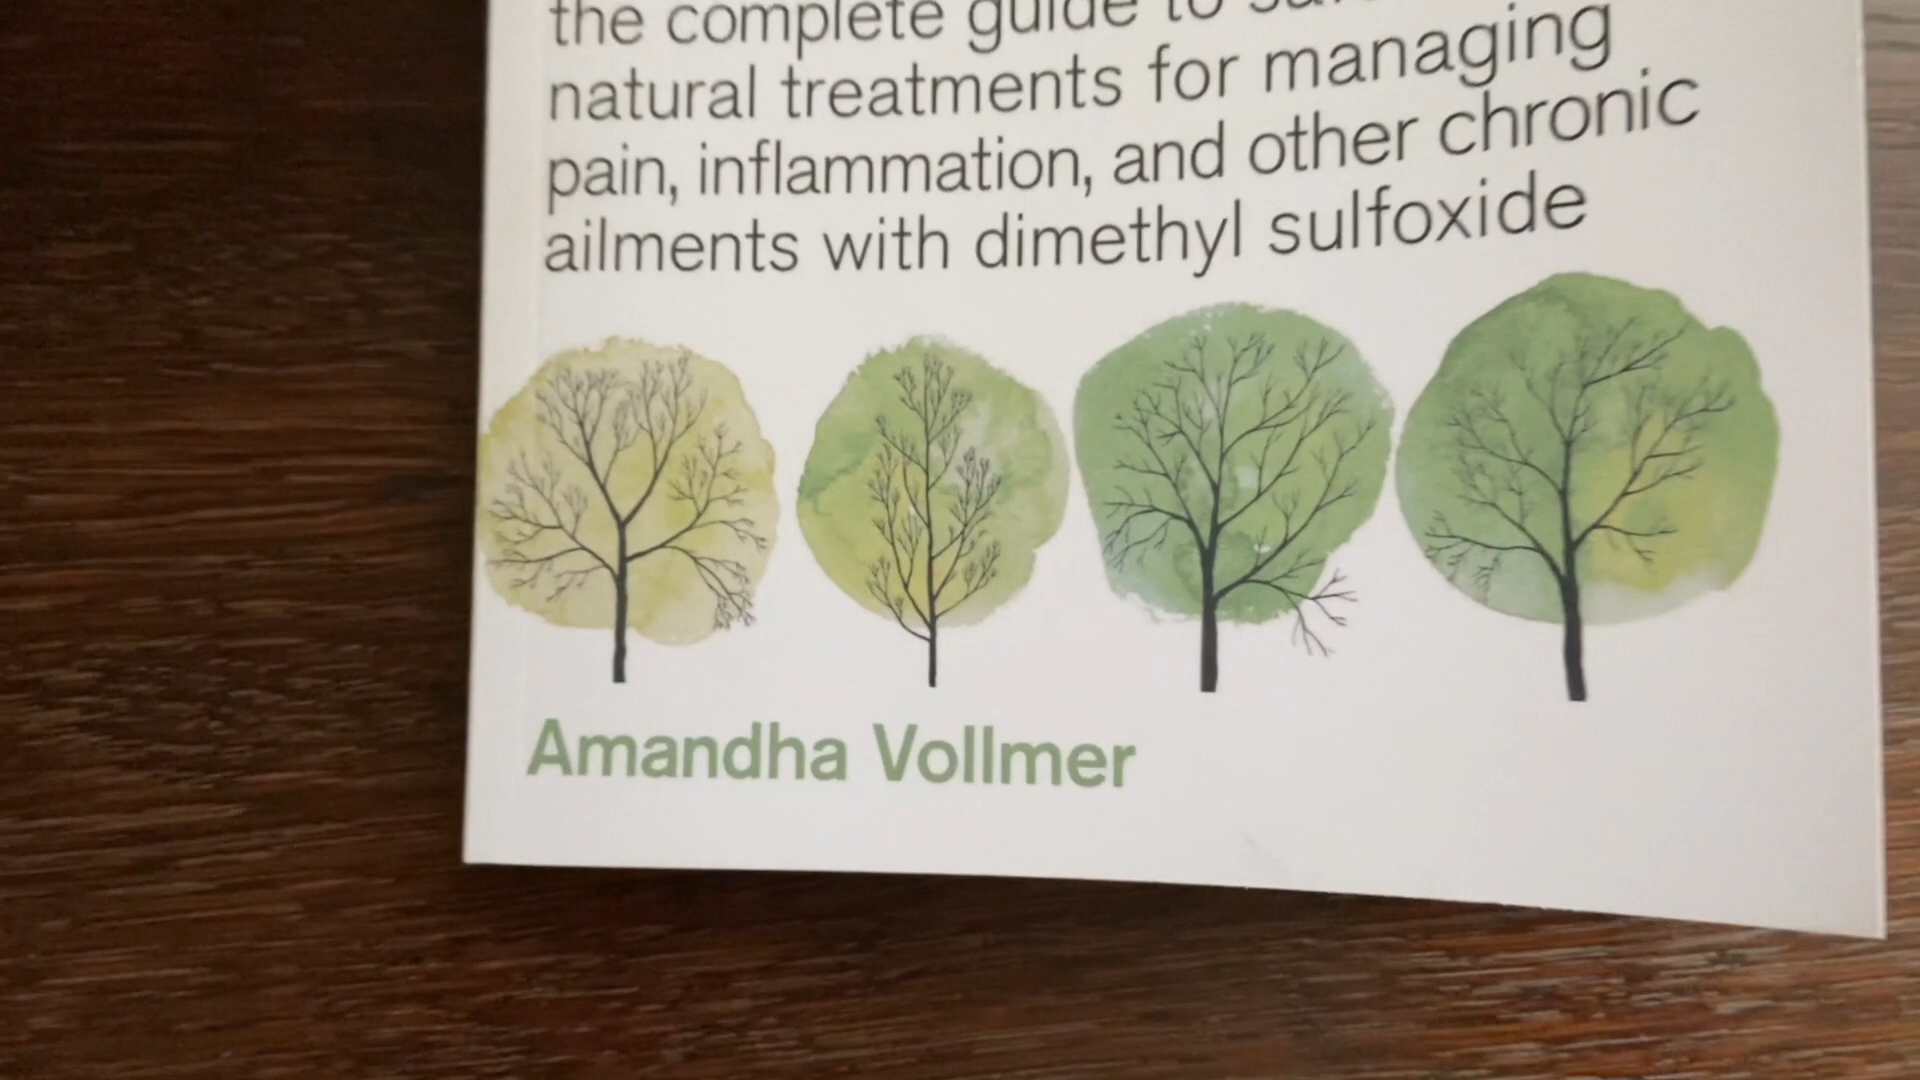 the complete guide to
natural treatments for managing
pain, inflammation, and other chronic
ailments with dimethyl sulfoxide
Amandha Vollmer